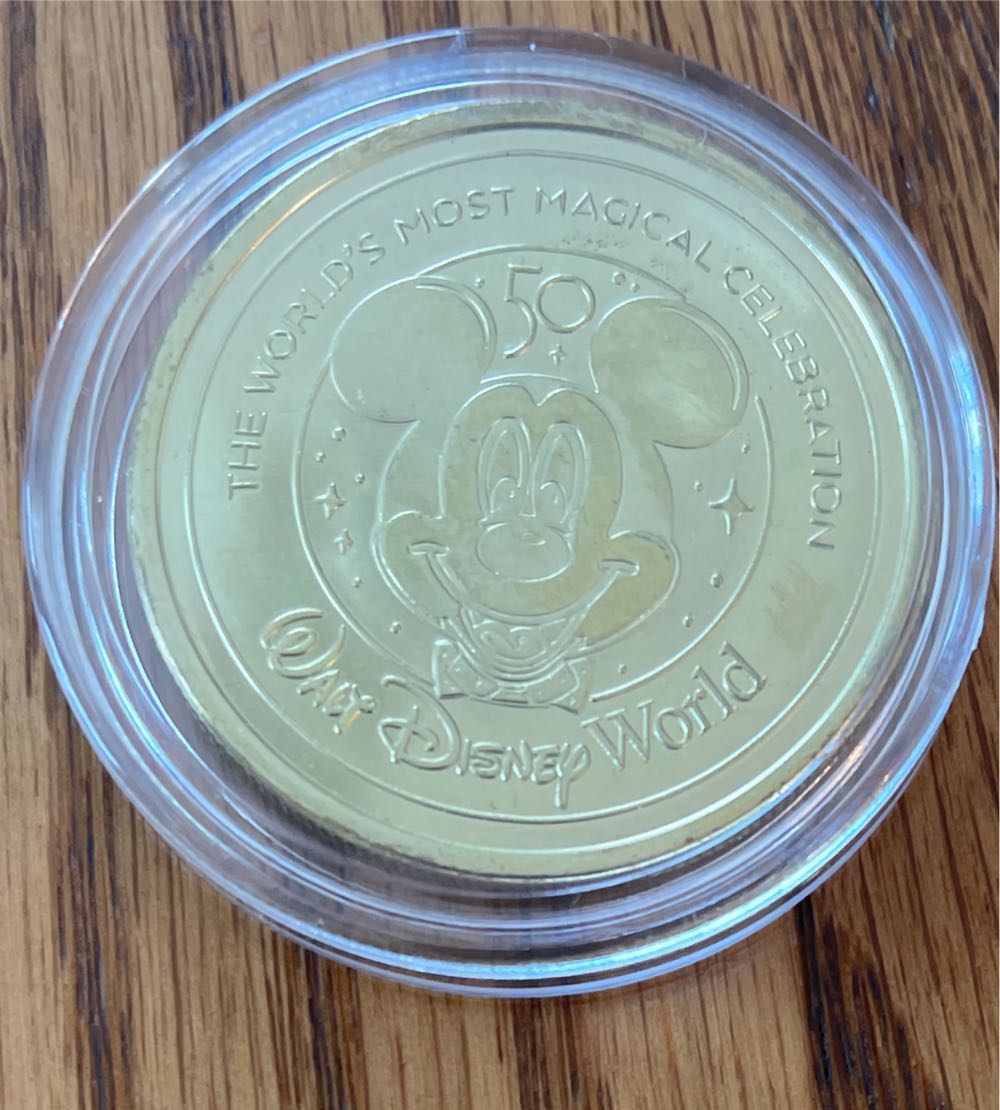 THE WORLD'S MOST MAGICAL CELEBRATION
50
WALT DISNEY World